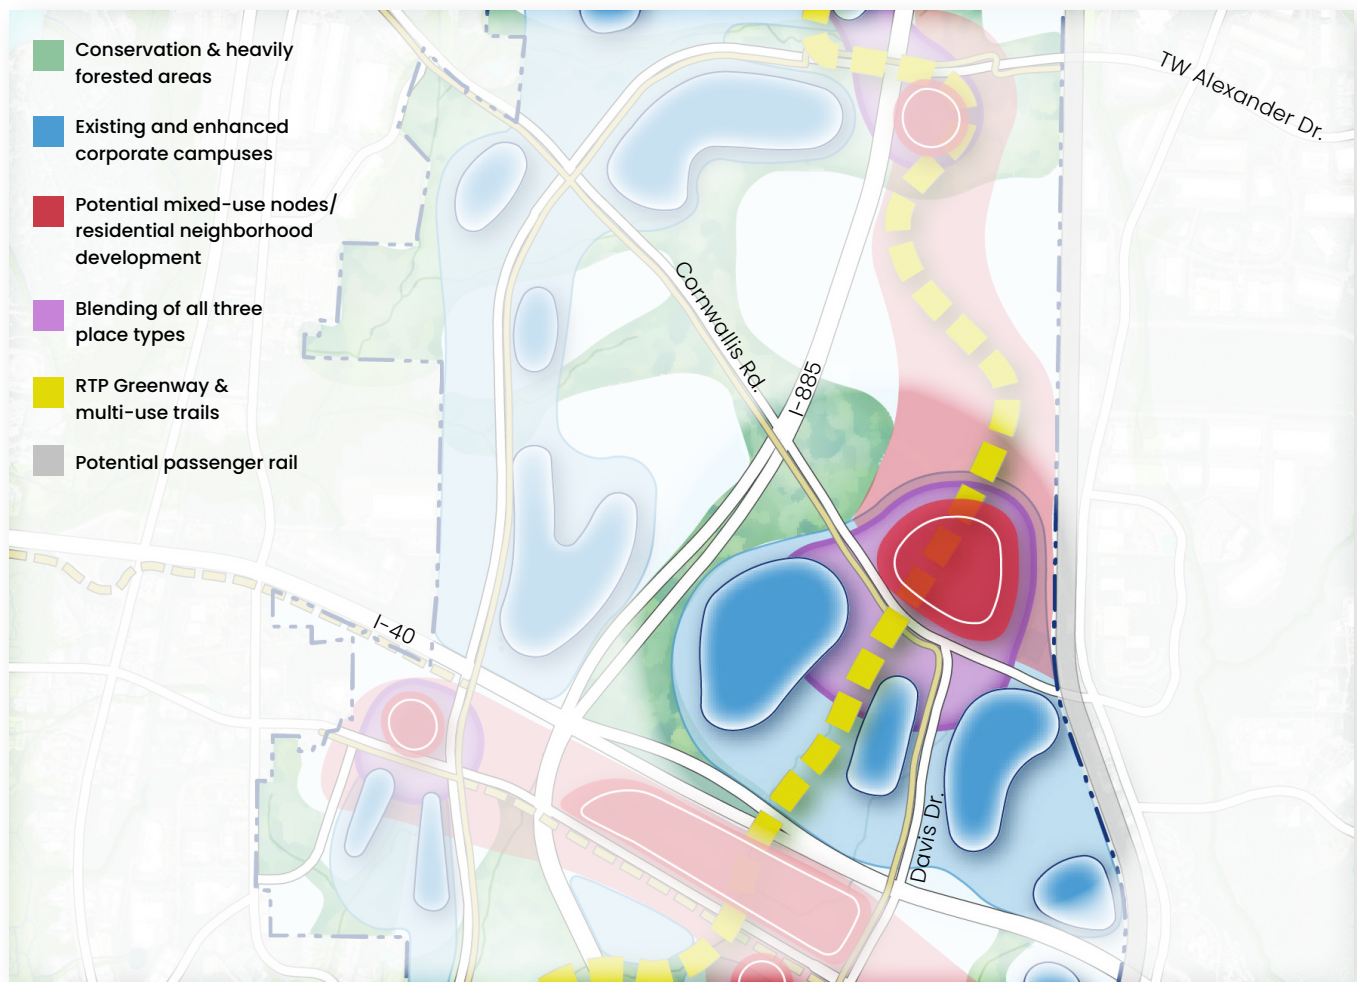 Conservation & heavily
forested areas
Existing and enhanced
corporate campuses
Potential mixed-use nodes/
residential neighborhood
development
Blending of all three
place types
RTP Greenway &
multi-use trails
Potential passenger rail
TW Alexander Dr.
Cornwallis Rd.
I-885
I-40
Davis Dr.